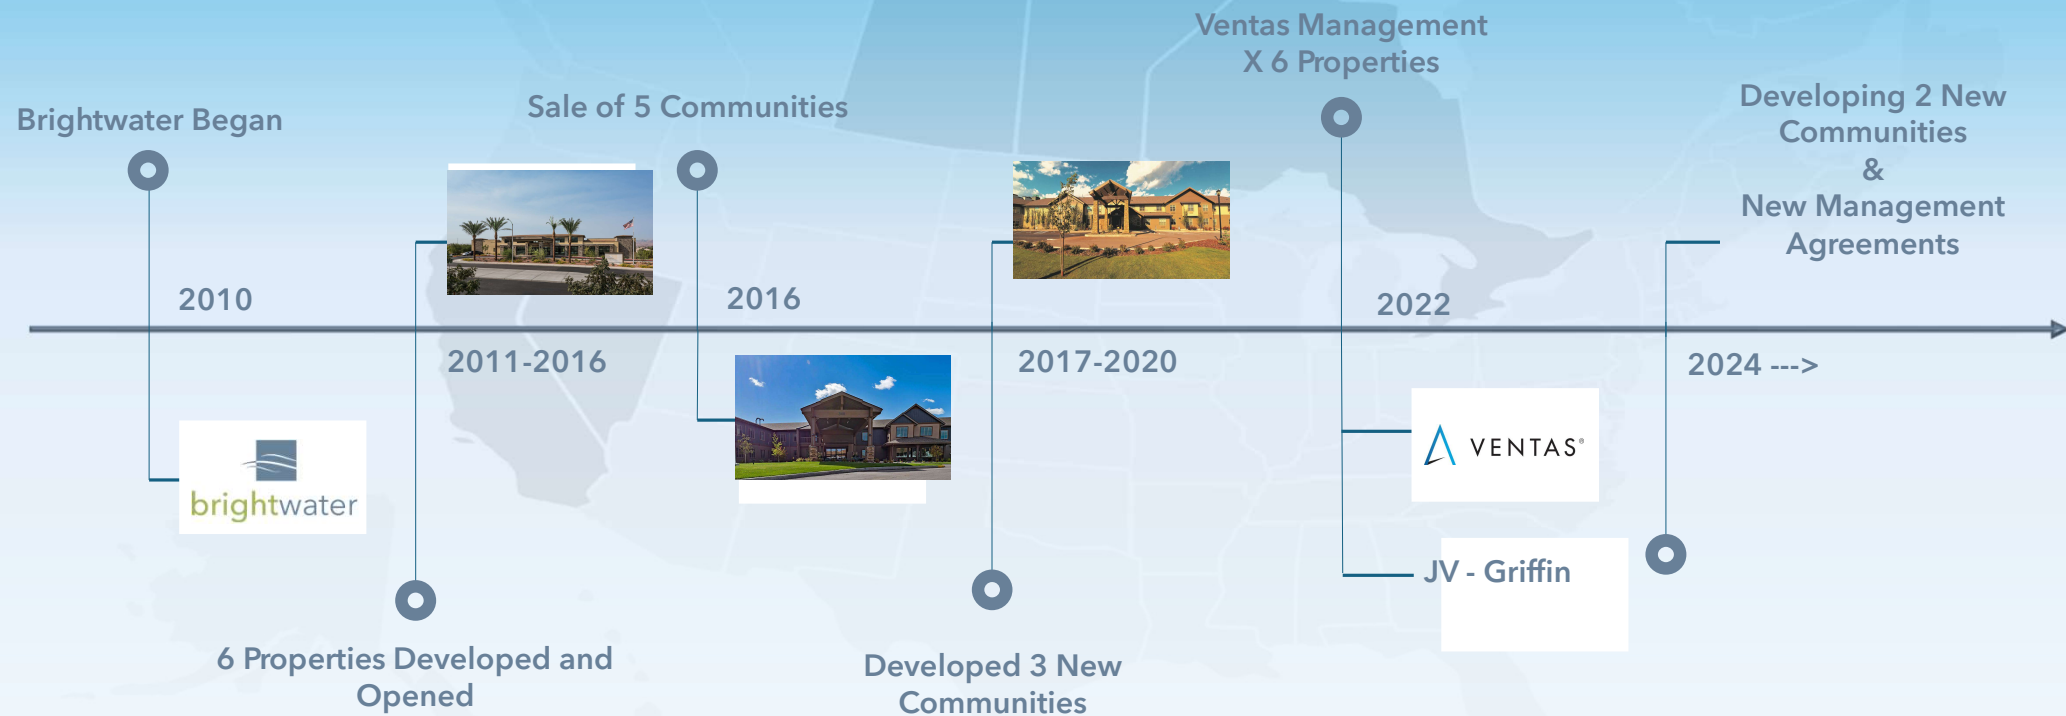 Brightwater Began
2010
brightwater
2011-2016
6 Properties Developed and
Opened
Sale of 5 Communities
2016
2017-2020
Developed 3 New
Communities
Ventas Management
X 6 Properties
2022
VENTAS®
JV - Griffin
Developing 2 New
Communities
&
New Management
Agreements
2024 --->